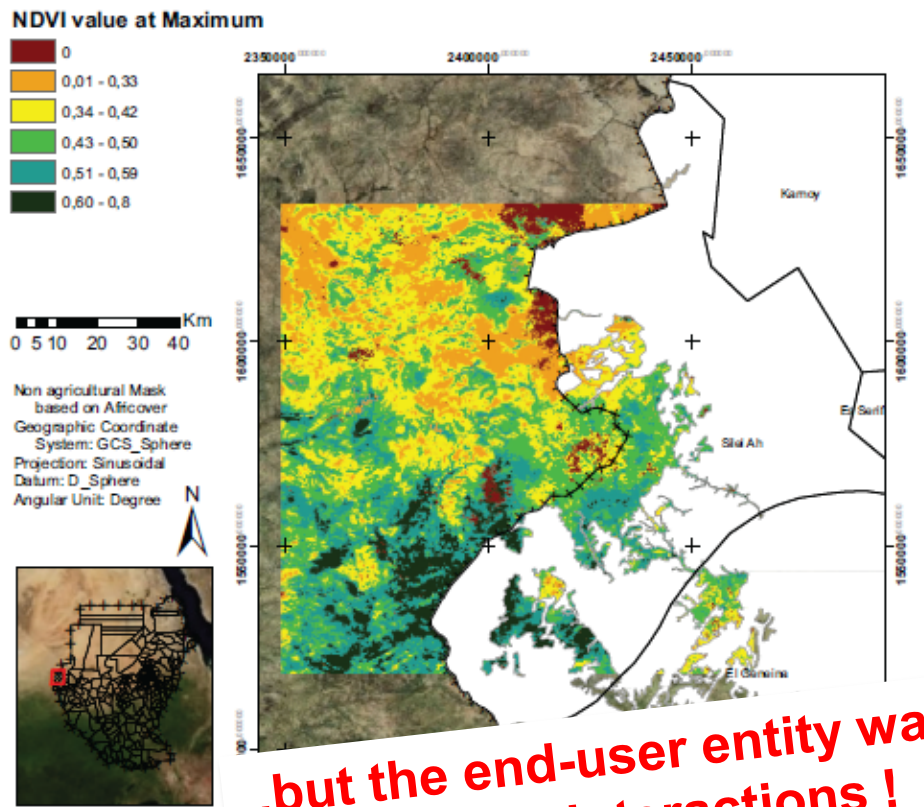 NDVI value at Maximum
0
0,01 - 0,33
0,34 - 0,42
0,43 - 0,50
0,51 - 0,59
0,60 - 0,8
Km
0 5 10 20 30 40
Non agricultural Mask
based on Africover
Geographic Coordinate
System: GCS_Sphere
Projection: Sinusoidal
Datum: D_Sphere
Angular Unit: Degree
N
2350000 2400000 2450000
1650000 1650000
Kamoy
1600000 1600000
Silei Ah
1550000 1550000
El Geneina
but the end-user entity